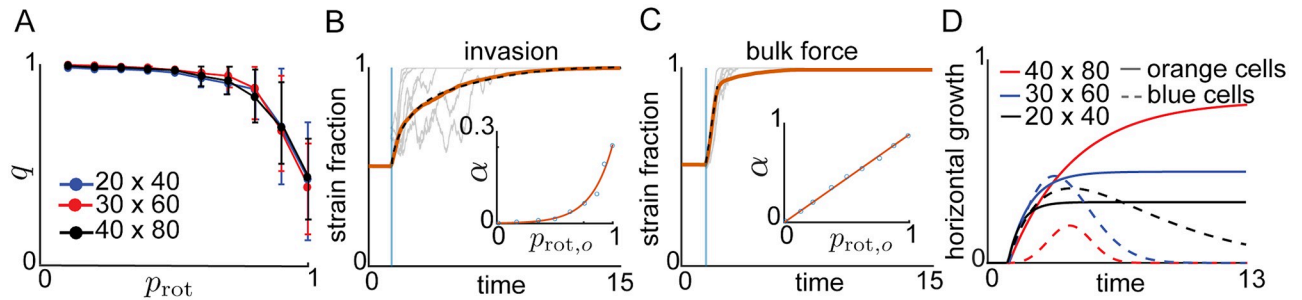 A
1
q
20 x 40
30 x 60
40 x 80
0
p_rot
1
B
invasion
1
strain fraction
0.3
α
0
0
p_rot,o
1
0
0
time
15
C
bulk force
1
strain fraction
1
α
0
0
p_rot,o
1
0
0
time
15
D
1
horizontal growth
40 x 80
30 x 60
20 x 40
orange cells
blue cells
0
0
time
13